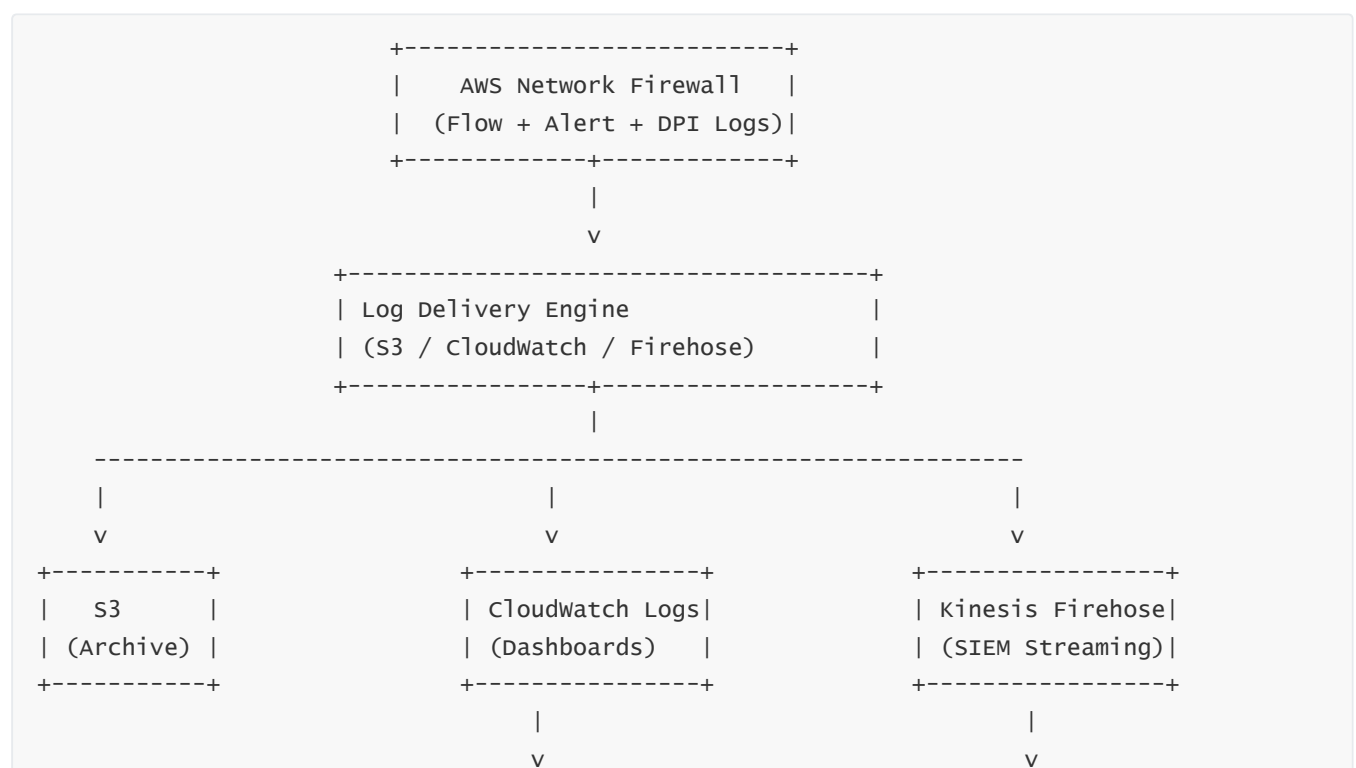 +---------------------------+
|    AWS Network Firewall   |
|  (Flow + Alert + DPI Logs)|
+-------------+-------------+
|
v
+-------------------------------------+
| Log Delivery Engine                 |
| (S3 / CloudWatch / Firehose)        |
+-----------------+-------------------+
|
------------------------------------------------------------------
|                               |                                |
v                               v                                v
+-----------+                 +----------------+              +-----------------+
|   S3      |                 | CloudWatch Logs|              | Kinesis Firehose|
| (Archive) |                 | (Dashboards)   |              | (SIEM Streaming)|
+-----------+                 +----------------+              +-----------------+
|                                  |
v                                  v